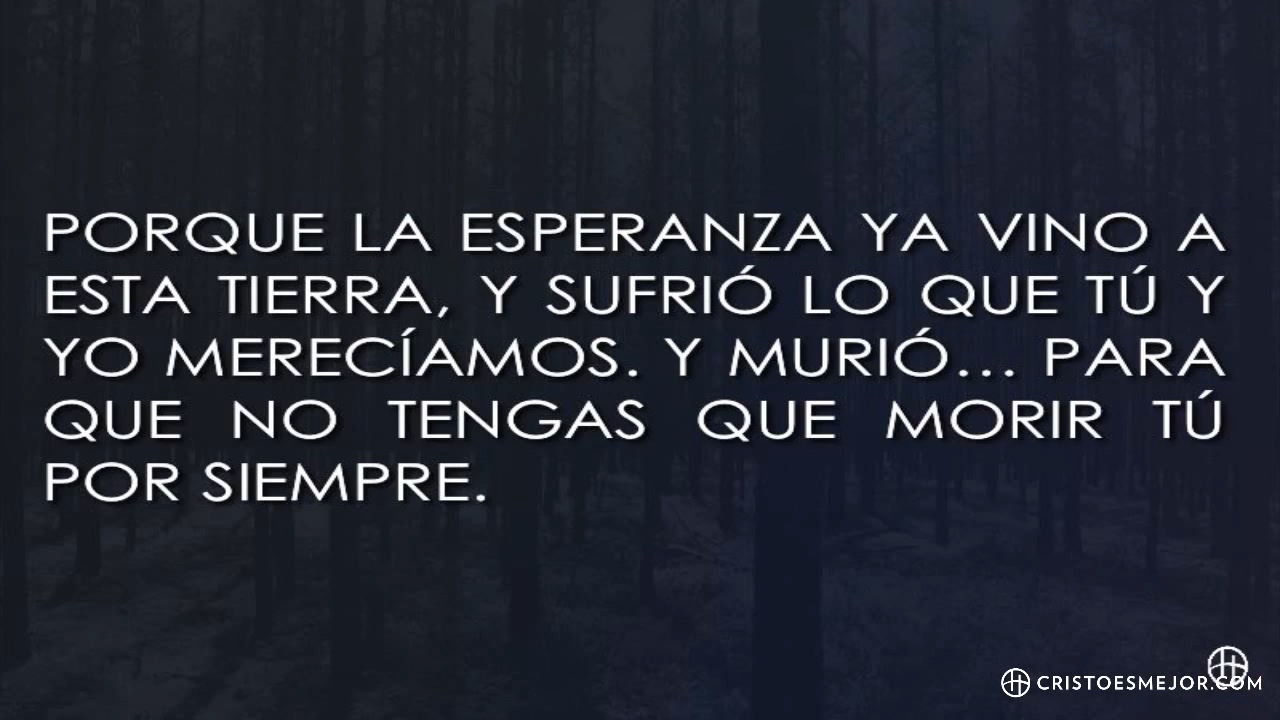 PORQUE LA ESPERANZA YA VINO A
ESTA TIERRA, Y SUFRIÓ LO QUE TÚ Y
YO MERECÍAMOS. Y MURIÓ... PARA
QUE NO TENGAS QUE MORIR TÚ
POR SIEMPRE.
CRISTOESMEJOR.COM